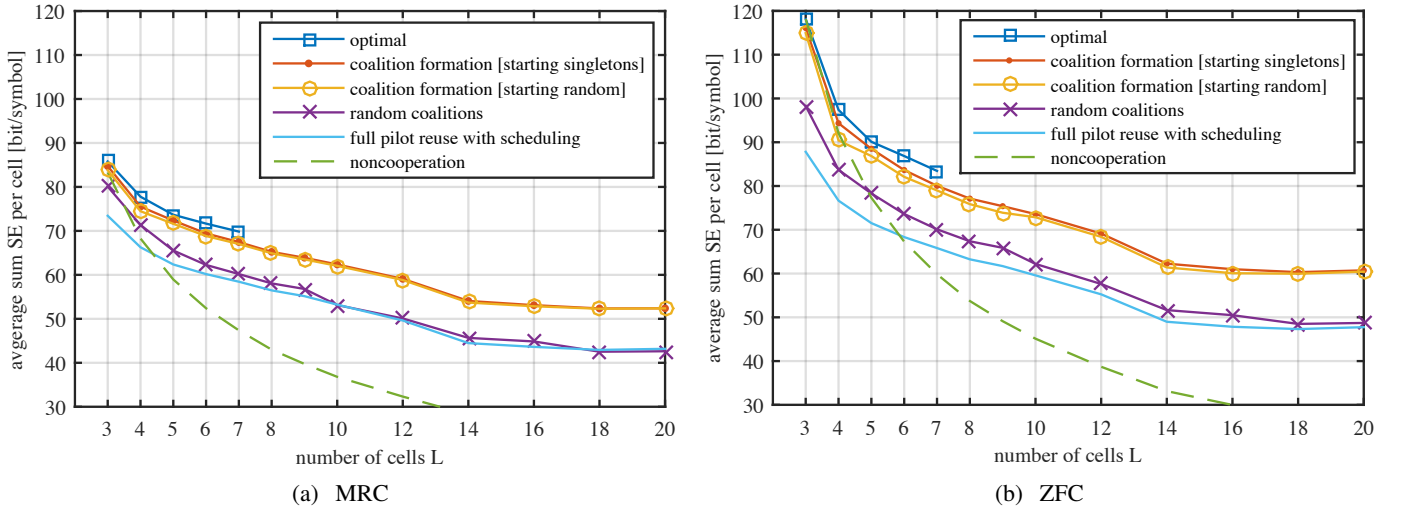 120
110
100
90
80
70
60
50
40
30
avgerage sum SE per cell [bit/symbol]
optimal
coalition formation [starting singletons]
coalition formation [starting random]
random coalitions
full pilot reuse with scheduling
noncooperation
3 4 5 6 7 8 10 12 14 16 18 20
number of cells L
(a) MRC
120
110
100
90
80
70
60
50
40
30
average sum SE per cell [bit/symbol]
optimal
coalition formation [starting singletons]
coalition formation [starting random]
random coalitions
full pilot reuse with scheduling
noncooperation
3 4 5 6 7 8 10 12 14 16 18 20
number of cells L
(b) ZFC